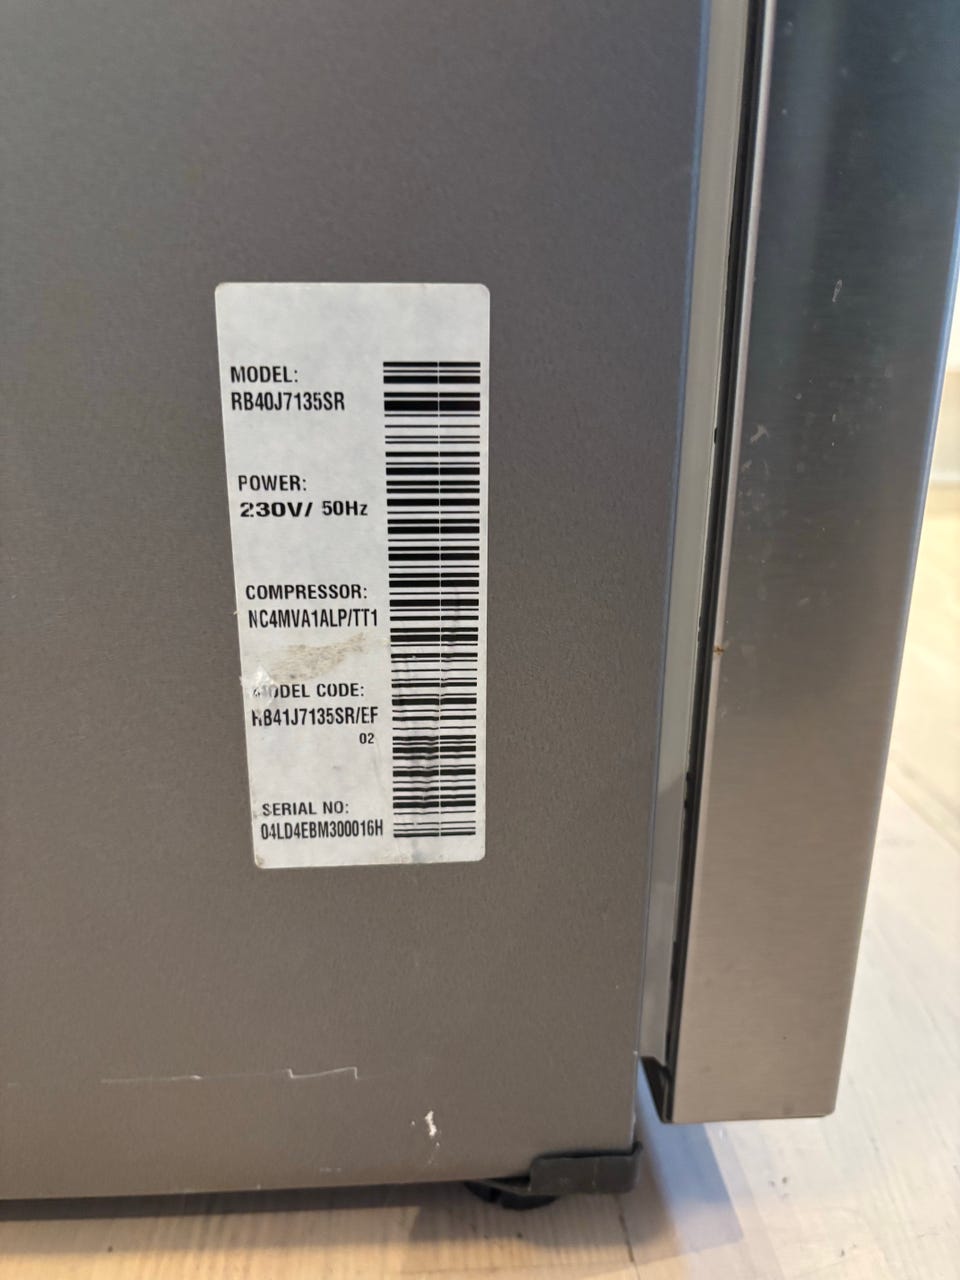 MODEL:
RB40J7135SR
POWER:
230V/ 50Hz
COMPRESSOR:
NC4MVA1ALP/TT1
MODEL CODE:
RB41J7135SR/EF
02
SERIAL NO:
04LD4EBM300016H